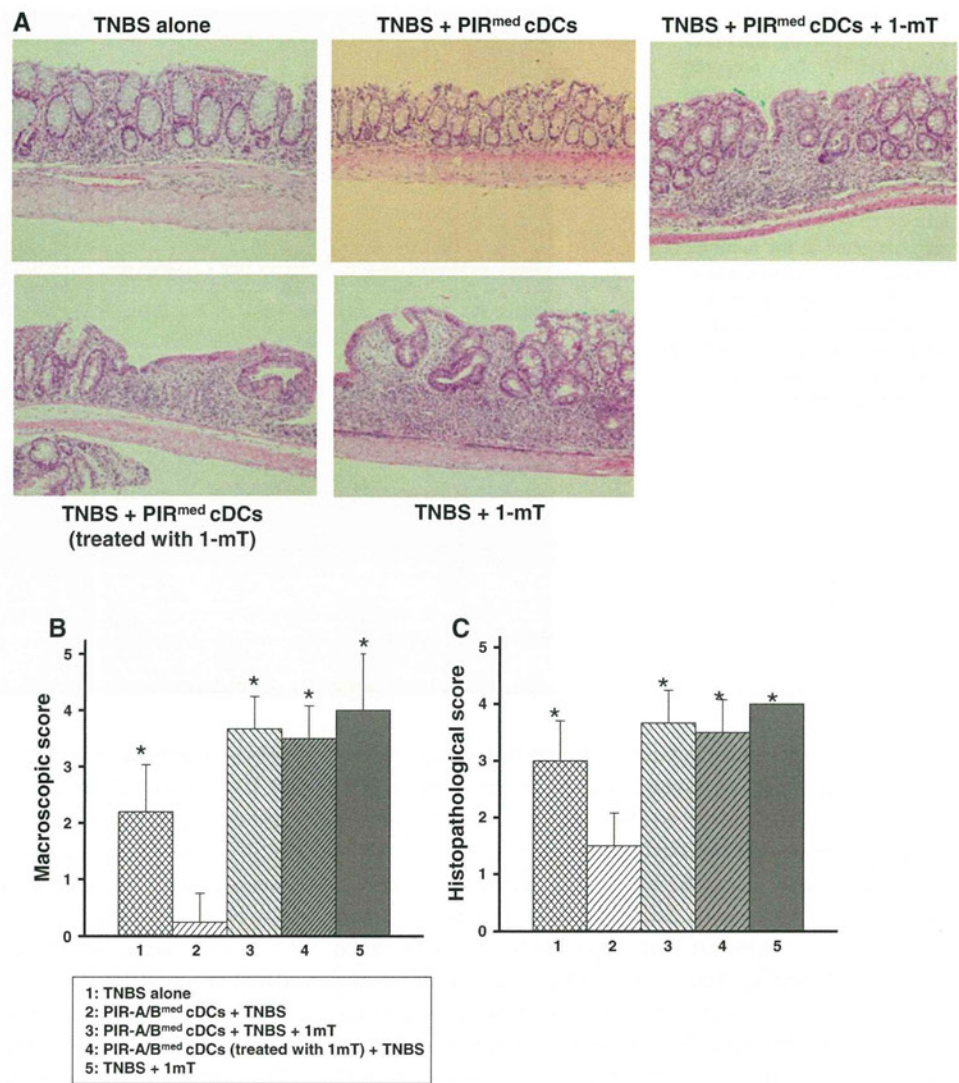 A
TNBS alone
TNBS + PIRmed cDCs
TNBS + PIRmed cDCs + 1-mT
TNBS + PIRmed cDCs
(treated with 1-mT)
TNBS + 1-mT
B
Macroscopic score
5
4
3
2
1
0
*
*
*
*
1 2 3 4 5
C
Histopathological score
5
4
3
2
1
0
*
*
*
*
1 2 3 4 5
1: TNBS alone
2: PIR-A/Bmed cDCs + TNBS
3: PIR-A/Bmed cDCs + TNBS + 1mT
4: PIR-A/Bmed cDCs (treated with 1mT) + TNBS
5: TNBS + 1mT